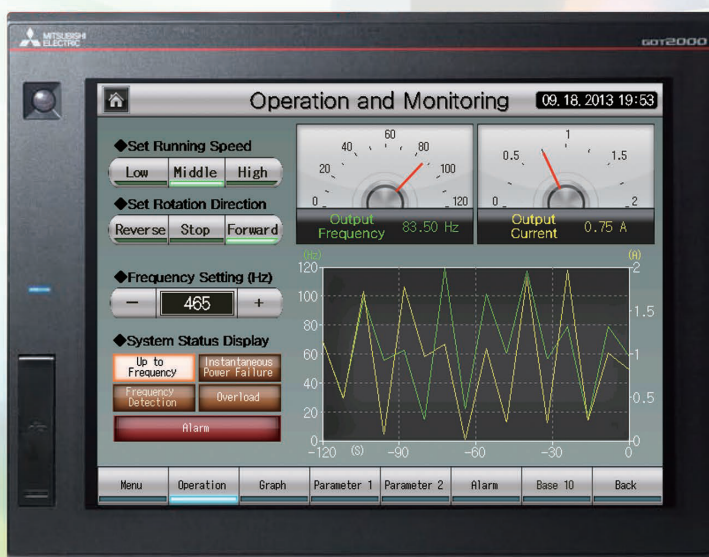 MITSUBISHI
ELECTRIC
GOT2000
Operation and Monitoring
09. 18. 2013 19:53
◆Set Running Speed
Low Middle High
◆Set Rotation Direction
Reverse Stop Forward
◆Frequency Setting (Hz)
− 465 +
◆System Status Display
Up to
Frequency
Instantaneous
Power Failure
Frequency
Detection
Overload
Alarm
0 20 40 60 80 100 120
Output
Frequency
83.50 Hz
0 0.5 1 1.5 2
Output
Current
0.75 A
(Hz) (A)
120 2
100
1.5
80
60 1
40
0.5
20
0 0
-120 (S) -90 -60 -30 0
Menu Operation Graph Parameter 1 Parameter 2 Alarm Base 10 Back